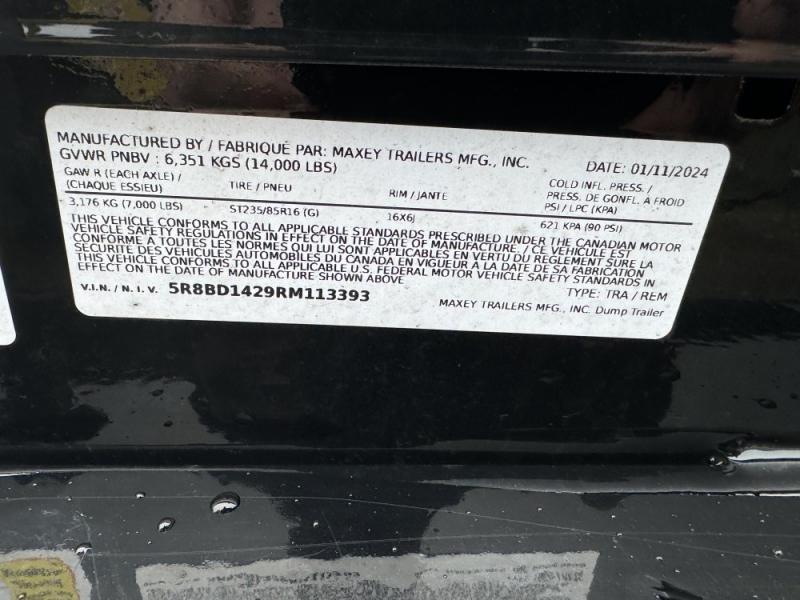 MANUFACTURED BY / FABRIQUÉ PAR: MAXEY TRAILERS MFG., INC. DATE: 01/11/2024
GVWR PNBV : 6,351 KGS (14,000 LBS)
GAW R (EACH AXLE) / (CHAQUE ESSIEU) TIRE / PNEU RIM / JANTE COLD INFL. PRESS. / PRESS. DE GONFL. A FROID PSI / LPC (KPA)
3,176 KG (7,000 LBS) ST235/85R16 (G) 16X6J 621 KPA (90 PSI)
THIS VEHICLE CONFORMS TO ALL APPLICABLE STANDARDS PRESCRIBED UNDER THE CANADIAN MOTOR
VEHICLE SAFETY REGULATIONS IN EFFECT ON THE DATE OF MANUFACTURE. / CE VÉHICULE EST
CONFORME A TOUTES LES NORMES QUI LUI SONT APPLICABLES EN VERTU DU REGLEMENT SUR LA
SÉCURITÉ DES VÉHICULES AUTOMOBILES DU CANADA EN VIGUEUR A LA DATE DE SA FABRICATION
THIS VEHICLE CONFORMS TO ALL APPLICABLE U.S. FEDERAL MOTOR VEHICLE SAFETY STANDARDS IN
EFFECT ON THE DATE OF MANUFACTURE SHOWN ABOVE
V.I.N. / N. I. V. 5R8BD1429RM113393 TYPE: TRA / REM
MAXEY TRAILERS MFG., INC. Dump Trailer